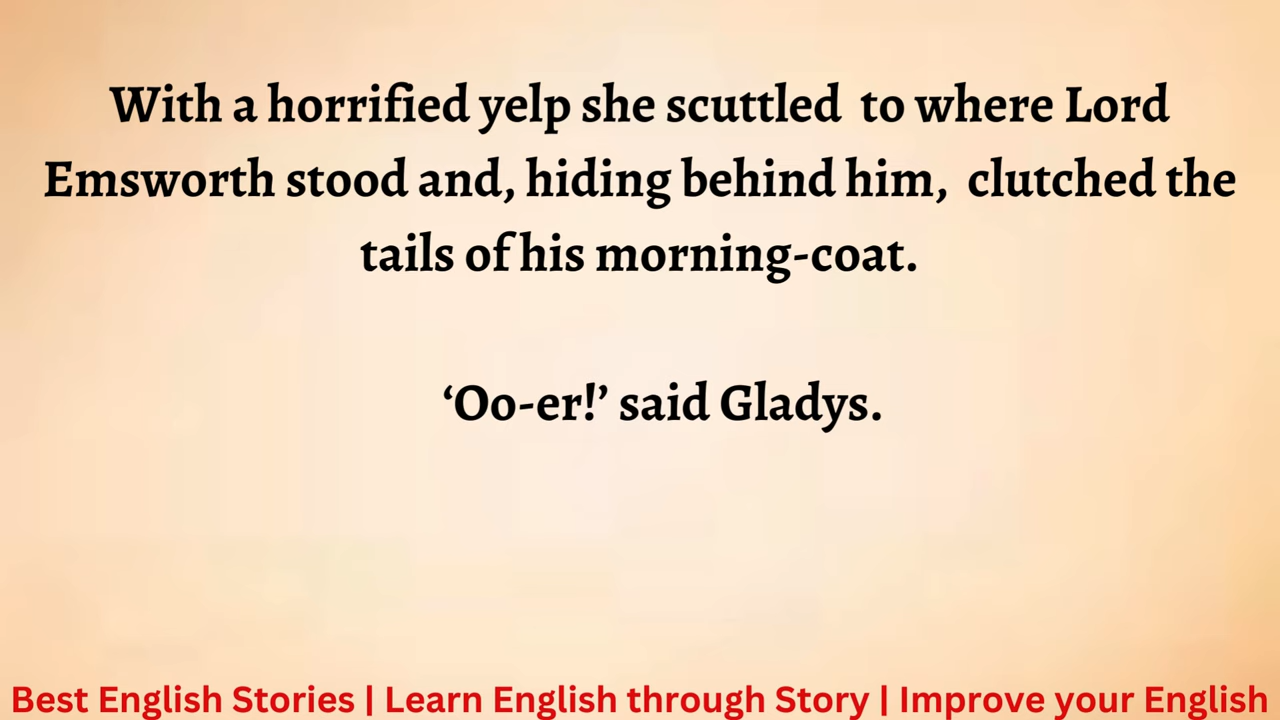 With a horrified yelp she scuttled  to where Lord
Emsworth stood and, hiding behind him,  clutched the
tails of his morning-coat.
‘Oo-er!’ said Gladys.
Best English Stories | Learn English through Story | Improve your English